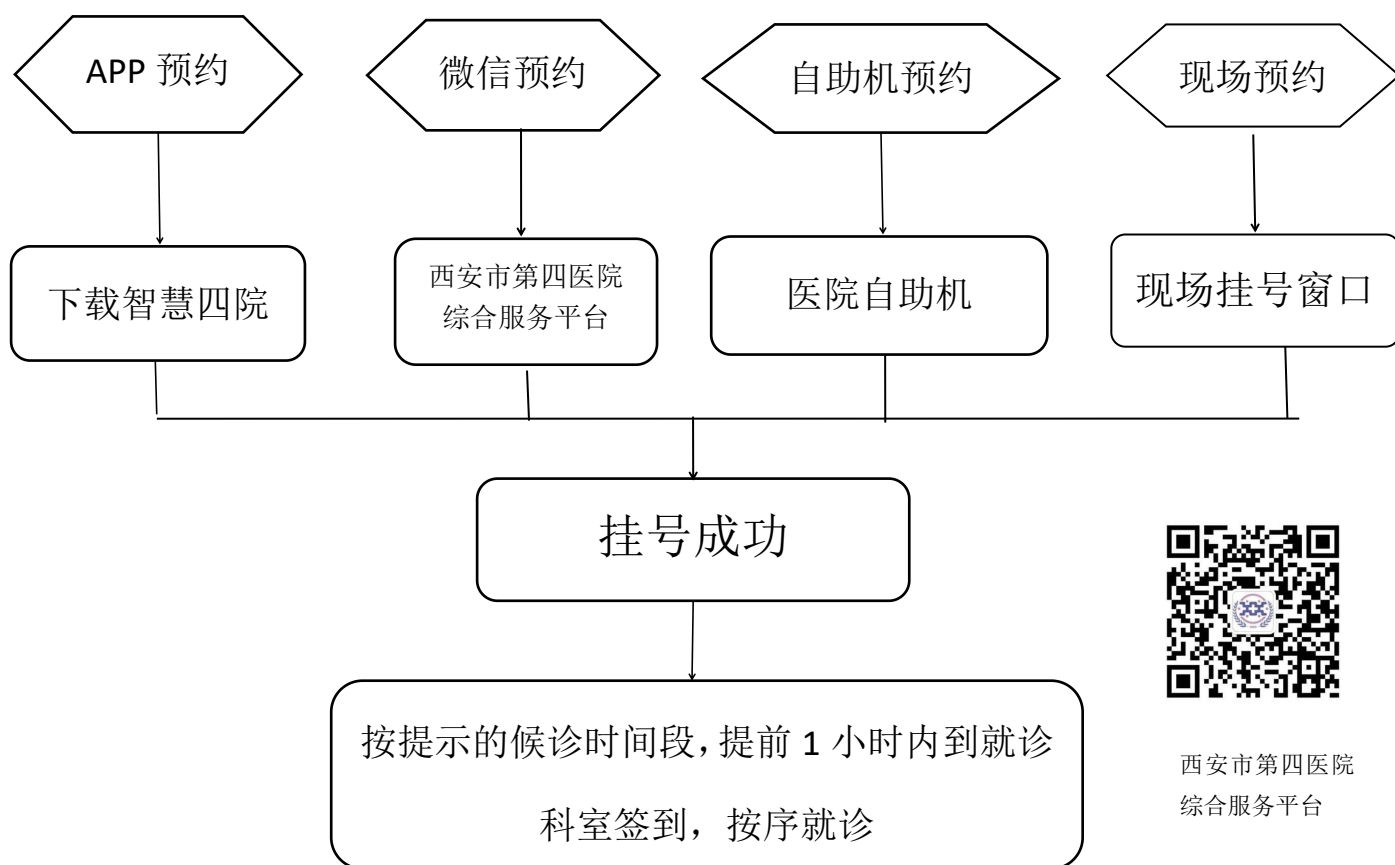 APP 预约
微信预约
自助机预约
现场预约
下载智慧四院
西安市第四医院
综合服务平台
医院自助机
现场挂号窗口
挂号成功
按提示的候诊时间段，提前 1 小时内到就诊
科室签到，按序就诊
西安市第四医院
综合服务平台